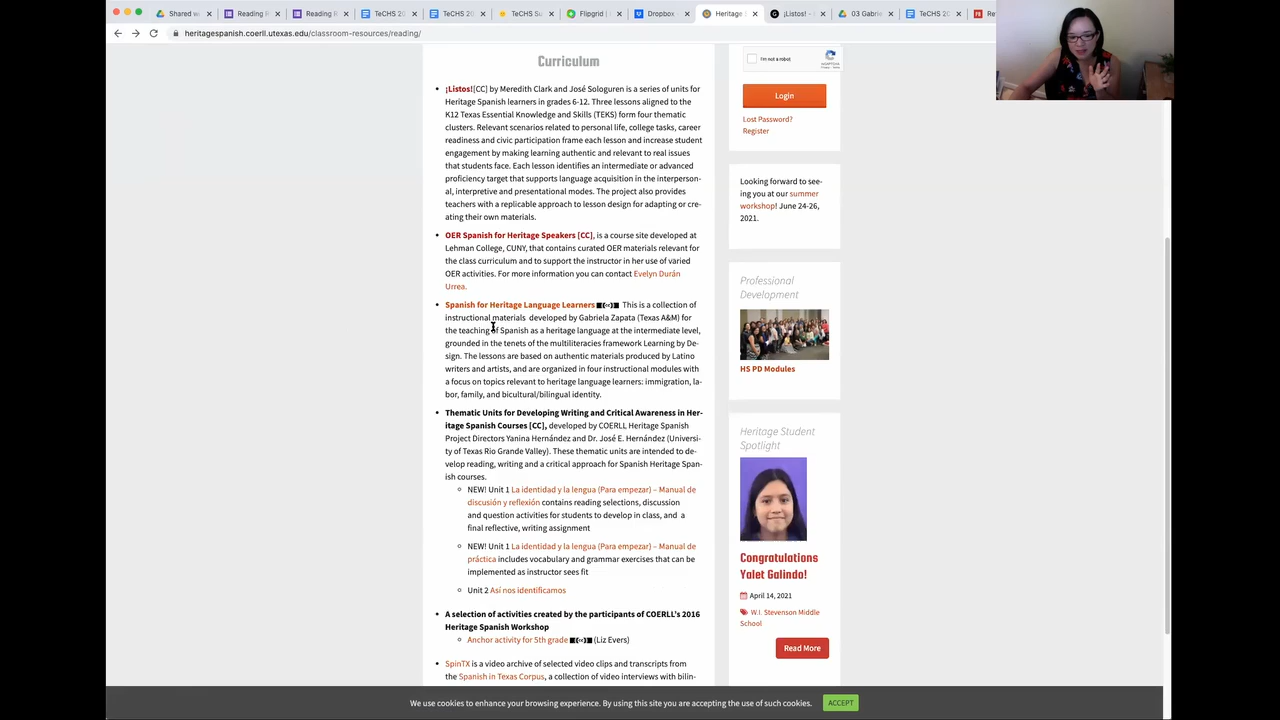 Shared w
Reading R
Reading R
TeCHS 20
TeCHS 20
TeCHS Su
Flipgrid |
Dropbox
Heritage
¡Listos! -
03 Gabrie
TeCHS 20
Re
heritagespanish.coerll.utexas.edu/classroom-resources/reading/
Curriculum
¡Listos![CC] by Meredith Clark and José Sologuren is a series of units for
Heritage Spanish learners in grades 6-12. Three lessons aligned to the
K12 Texas Essential Knowledge and Skills (TEKS) form four thematic
clusters. Relevant scenarios related to personal life, college tasks, career
readiness and civic participation frame each lesson and increase student
engagement by making learning authentic and relevant to real issues
that students face. Each lesson identifies an intermediate or advanced
proficiency target that supports language acquisition in the interperson-
al, interpretive and presentational modes. The project also provides
teachers with a replicable approach to lesson design for adapting or cre-
ating their own materials.
OER Spanish for Heritage Speakers [CC], is a course site developed at
Lehman College, CUNY, that contains curated OER materials relevant for
the class curriculum and to support the instructor in her use of varied
OER activities. For more information you can contact Evelyn Durán
Urrea.
Spanish for Heritage Language Learners This is a collection of
instructional materials developed by Gabriela Zapata (Texas A&M) for
the teaching of Spanish as a heritage language at the intermediate level,
grounded in the tenets of the multiliteracies framework Learning by De-
sign. The lessons are based on authentic materials produced by Latino
writers and artists, and are organized in four instructional modules with
a focus on topics relevant to heritage language learners: immigration, la-
bor, family, and bicultural/bilingual identity.
Thematic Units for Developing Writing and Critical Awareness in Her-
itage Spanish Courses [CC], developed by COERLL Heritage Spanish
Project Directors Yanina Hernández and Dr. José E. Hernández (Universi-
ty of Texas Rio Grande Valley). These thematic units are intended to de-
velop reading, writing and a critical approach for Spanish Heritage Span-
ish courses.
NEW! Unit 1 La identidad y la lengua (Para empezar) – Manual de
discusión y reflexión contains reading selections, discussion
and question activities for students to develop in class, and a
final reflective, writing assignment
NEW! Unit 1 La identidad y la lengua (Para empezar) – Manual de
práctica includes vocabulary and grammar exercises that can be
implemented as instructor sees fit
Unit 2 Así nos identificamos
A selection of activities created by the participants of COERLL's 2016
Heritage Spanish Workshop
Anchor activity for 5th grade (Liz Evers)
SpinTX is a video archive of selected video clips and transcripts from
the Spanish in Texas Corpus, a collection of video interviews with bilin-
I'm not a robot
Login
Lost Password?
Register
Looking forward to see-
ing you at our summer
workshop! June 24-26,
2021.
Professional
Development
HS PD Modules
Heritage Student
Spotlight
Congratulations
Yalet Galindo!
April 14, 2021
W.I. Stevenson Middle
School
Read More
We use cookies to enhance your browsing experience. By using this site you are accepting the use of such cookies.
ACCEPT